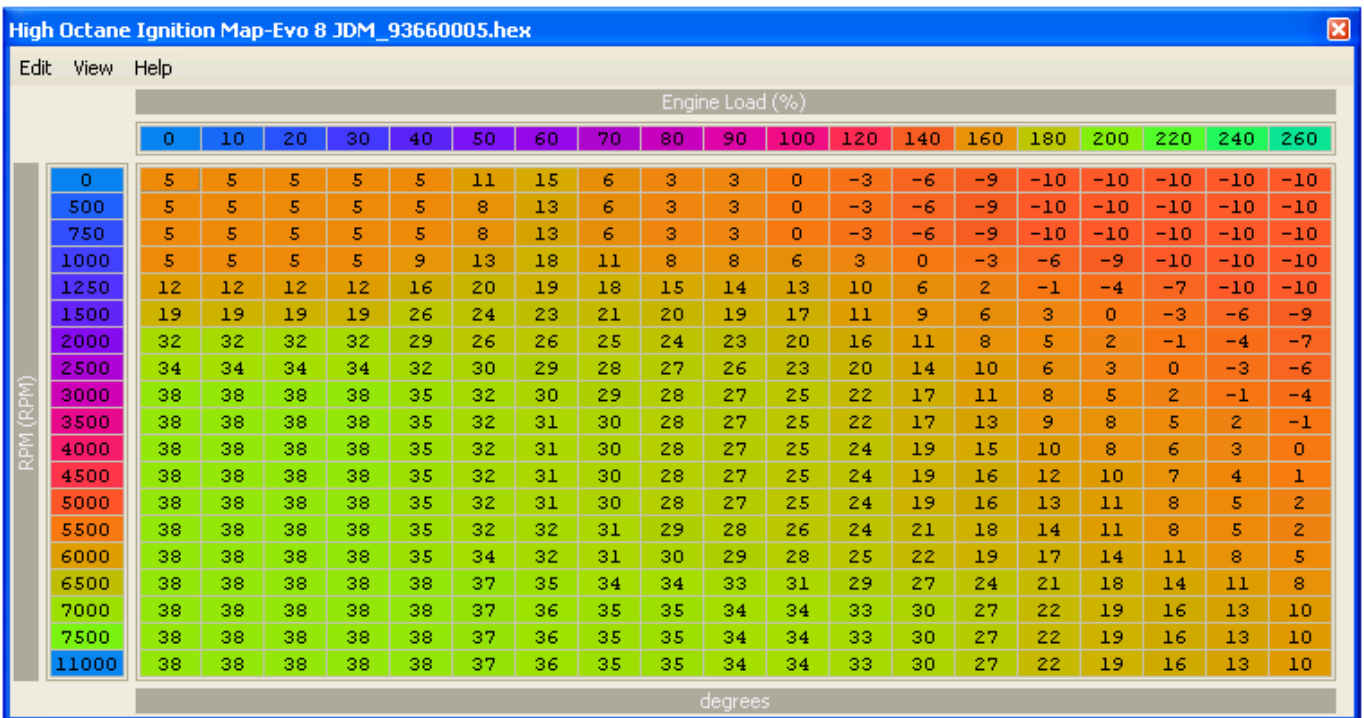 High Octane Ignition Map-Evo 8 JDM_93660005.hex
Edit View Help
Engine Load (%)
0 10 20 30 40 50 60 70 80 90 100 120 140 160 180 200 220 240 260
RPM (RPM)
0 5 5 5 5 5 11 15 6 3 3 0 -3 -6 -9 -10 -10 -10 -10 -10
500 5 5 5 5 5 8 13 6 3 3 0 -3 -6 -9 -10 -10 -10 -10 -10
750 5 5 5 5 5 8 13 6 3 3 0 -3 -6 -9 -10 -10 -10 -10 -10
1000 5 5 5 5 9 13 18 11 8 8 6 3 0 -3 -6 -9 -10 -10 -10
1250 12 12 12 12 16 20 19 18 15 14 13 10 6 2 -1 -4 -7 -10 -10
1500 19 19 19 19 26 24 23 21 20 19 17 11 9 6 3 0 -3 -6 -9
2000 32 32 32 32 29 26 26 25 24 23 20 16 11 8 5 2 -1 -4 -7
2500 34 34 34 34 32 30 29 28 27 26 23 20 14 10 6 3 0 -3 -6
3000 38 38 38 38 35 32 30 29 28 27 25 22 17 11 8 5 2 -1 -4
3500 38 38 38 38 35 32 31 30 28 27 25 22 17 13 9 8 5 2 -1
4000 38 38 38 38 35 32 31 30 28 27 25 24 19 15 10 8 6 3 0
4500 38 38 38 38 35 32 31 30 28 27 25 24 19 16 12 10 7 4 1
5000 38 38 38 38 35 32 31 30 28 27 25 24 19 16 13 11 8 5 2
5500 38 38 38 38 35 32 32 31 29 28 26 24 21 18 14 11 8 5 2
6000 38 38 38 38 35 34 32 31 30 29 28 25 22 19 17 14 11 8 5
6500 38 38 38 38 38 37 35 34 34 33 31 29 27 24 21 18 14 11 8
7000 38 38 38 38 38 37 36 35 35 34 34 33 30 27 22 19 16 13 10
7500 38 38 38 38 38 37 36 35 35 34 34 33 30 27 22 19 16 13 10
11000 38 38 38 38 38 37 36 35 35 34 34 33 30 27 22 19 16 13 10
degrees